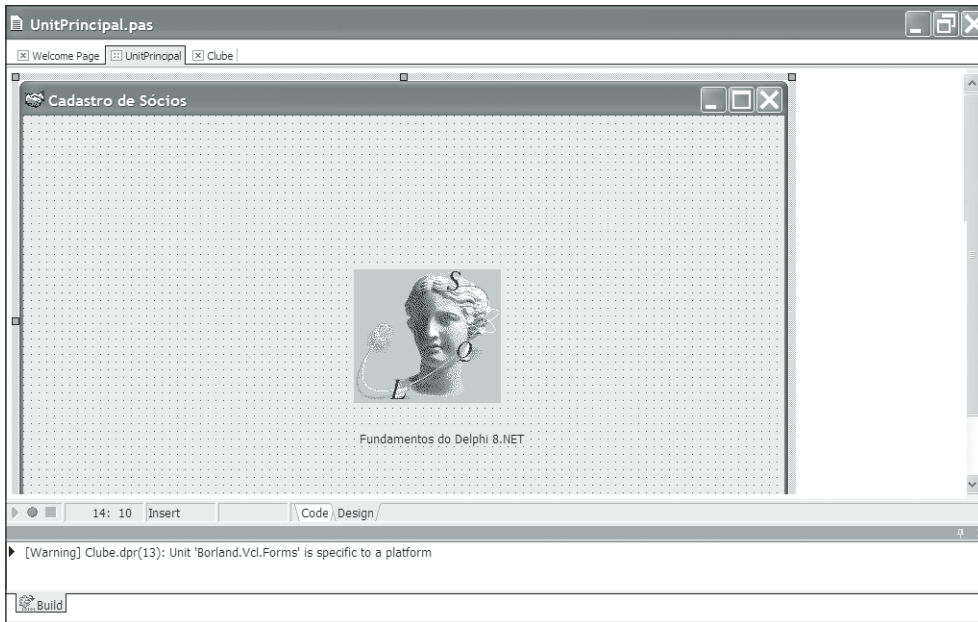 UnitPrincipal.pas
Welcome Page UnitPrincipal Clube
Cadastro de Sócios
S
Q
L
Fundamentos do Delphi 8.NET
14: 10 Insert Code Design
[Warning] Clube.dpr(13): Unit 'Borland.Vcl.Forms' is specific to a platform
Build